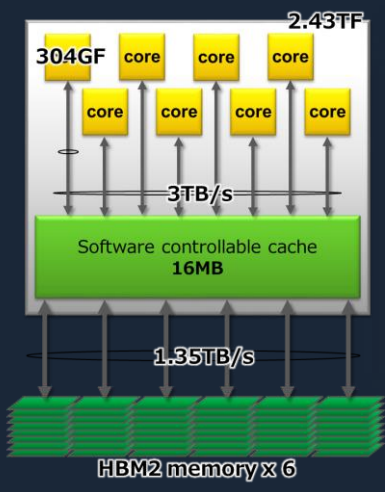 2.43TF
304GF
core
core
core
core
core
core
core
3TB/s
Software controllable cache
16MB
1.35TB/s
HBM2 memory x 6